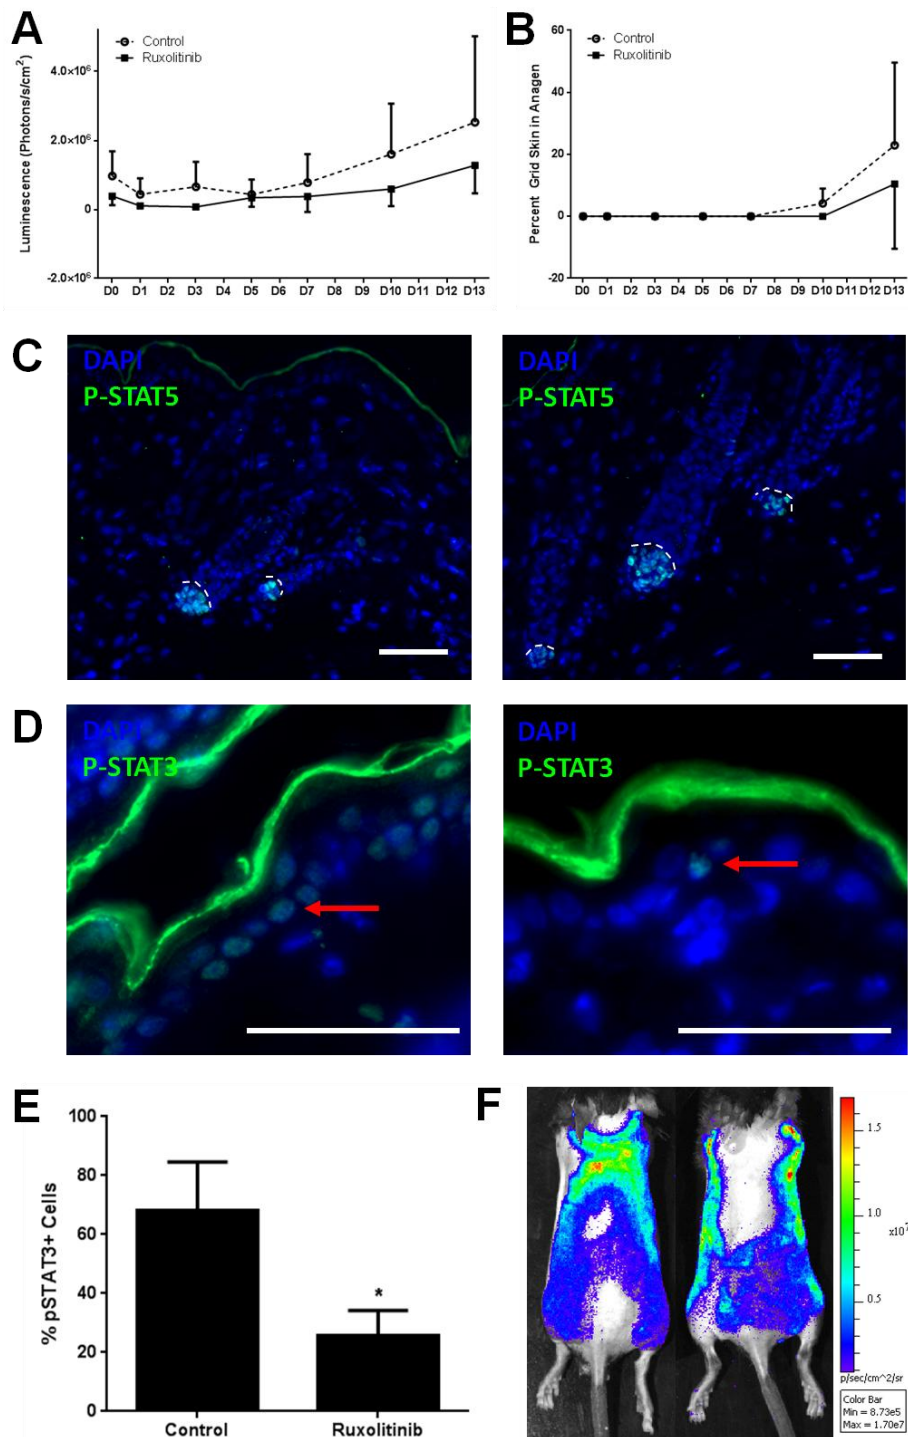 A
Control
Ruxolitinib
Luminescence (Photons/s/cm²)
4.0×10⁶
2.0×10⁶
0
-2.0×10⁶
D0 D1 D2 D3 D4 D5 D6 D7 D8 D9 D10 D11 D12 D13
B
Control
Ruxolitinib
Percent Grid Skin in Anagen
60
40
20
0
-20
D0 D1 D2 D3 D4 D5 D6 D7 D8 D9 D10 D11 D12 D13
C
DAPI
P-STAT5
DAPI
P-STAT5
D
DAPI
P-STAT3
DAPI
P-STAT3
E
% pSTAT3+ Cells
100
80
60
40
20
0
*
Control
Ruxolitinib
F
1.5
1.0
x10⁷
0.5
p/sec/cm^2/sr
Color Bar
Min = 8.73e5
Max = 1.70e7